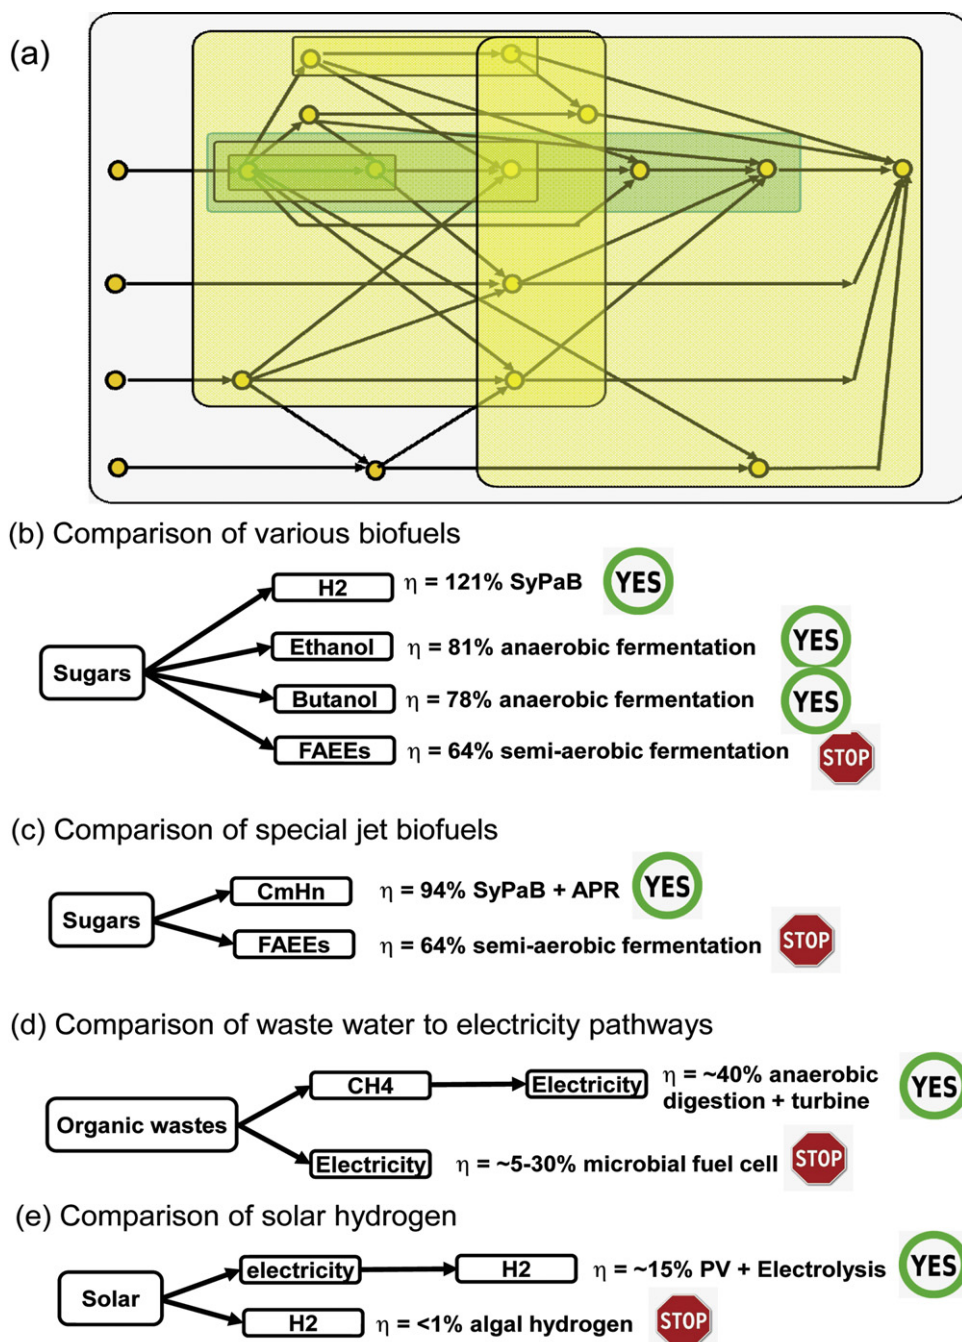 (a)
(b) Comparison of various biofuels
H2 η = 121% SyPaB YES
Ethanol η = 81% anaerobic fermentation YES
Sugars
Butanol η = 78% anaerobic fermentation YES
FAEEs η = 64% semi-aerobic fermentation STOP
(c) Comparison of special jet biofuels
CmHn η = 94% SyPaB + APR YES
Sugars
FAEEs η = 64% semi-aerobic fermentation STOP
(d) Comparison of waste water to electricity pathways
CH4 Electricity η = ~40% anaerobic
digestion + turbine YES
Organic wastes
Electricity η = ~5-30% microbial fuel cell STOP
(e) Comparison of solar hydrogen
electricity H2 η = ~15% PV + Electrolysis YES
Solar
H2 η = <1% algal hydrogen STOP